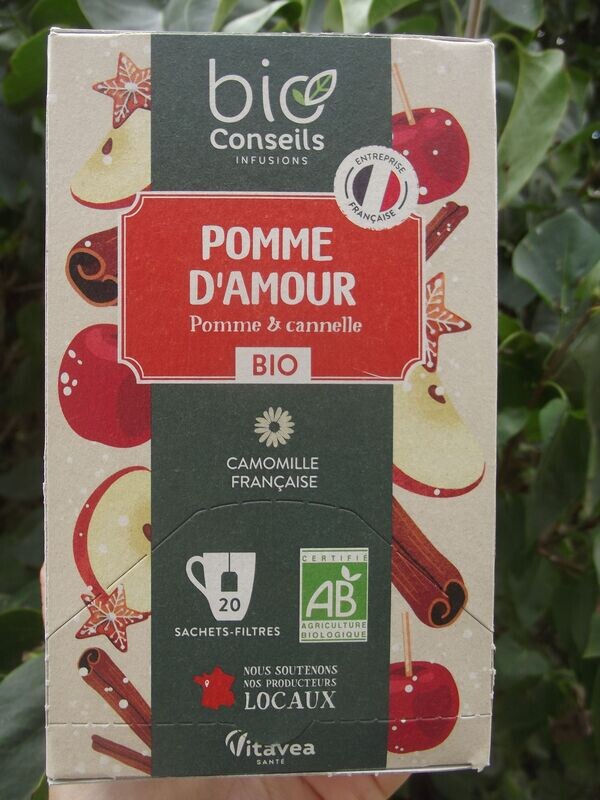 bio
Conseils
INFUSIONS
ENTREPRISE
FRANÇAISE
POMME
D'AMOUR
Pomme & cannelle
BIO
CAMOMILLE
FRANÇAISE
20
SACHETS-FILTRES
CERTIFIÉ
AB
AGRICULTURE
BIOLOGIQUE
NOUS SOUTENONS
NOS PRODUCTEURS
LOCAUX
Vitavea
SANTÉ